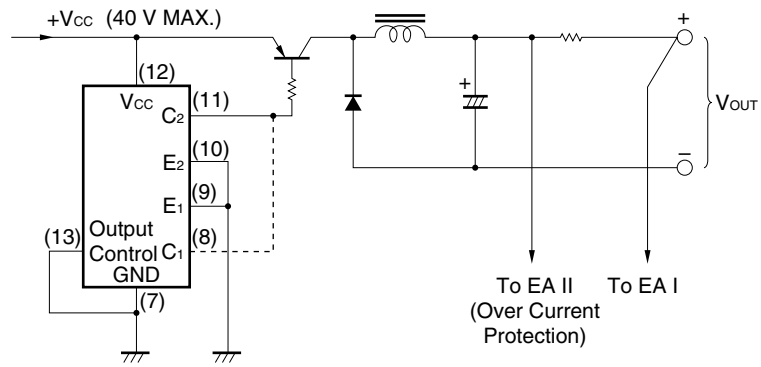 +VCC (40 V MAX.)
(12)
VCC
C2 (11)
E2 (10)
E1 (9)
(13) Output
Control C1 (8)
GND
(7)
+
+
−
VOUT
To EA II
(Over Current
Protection)
To EA I